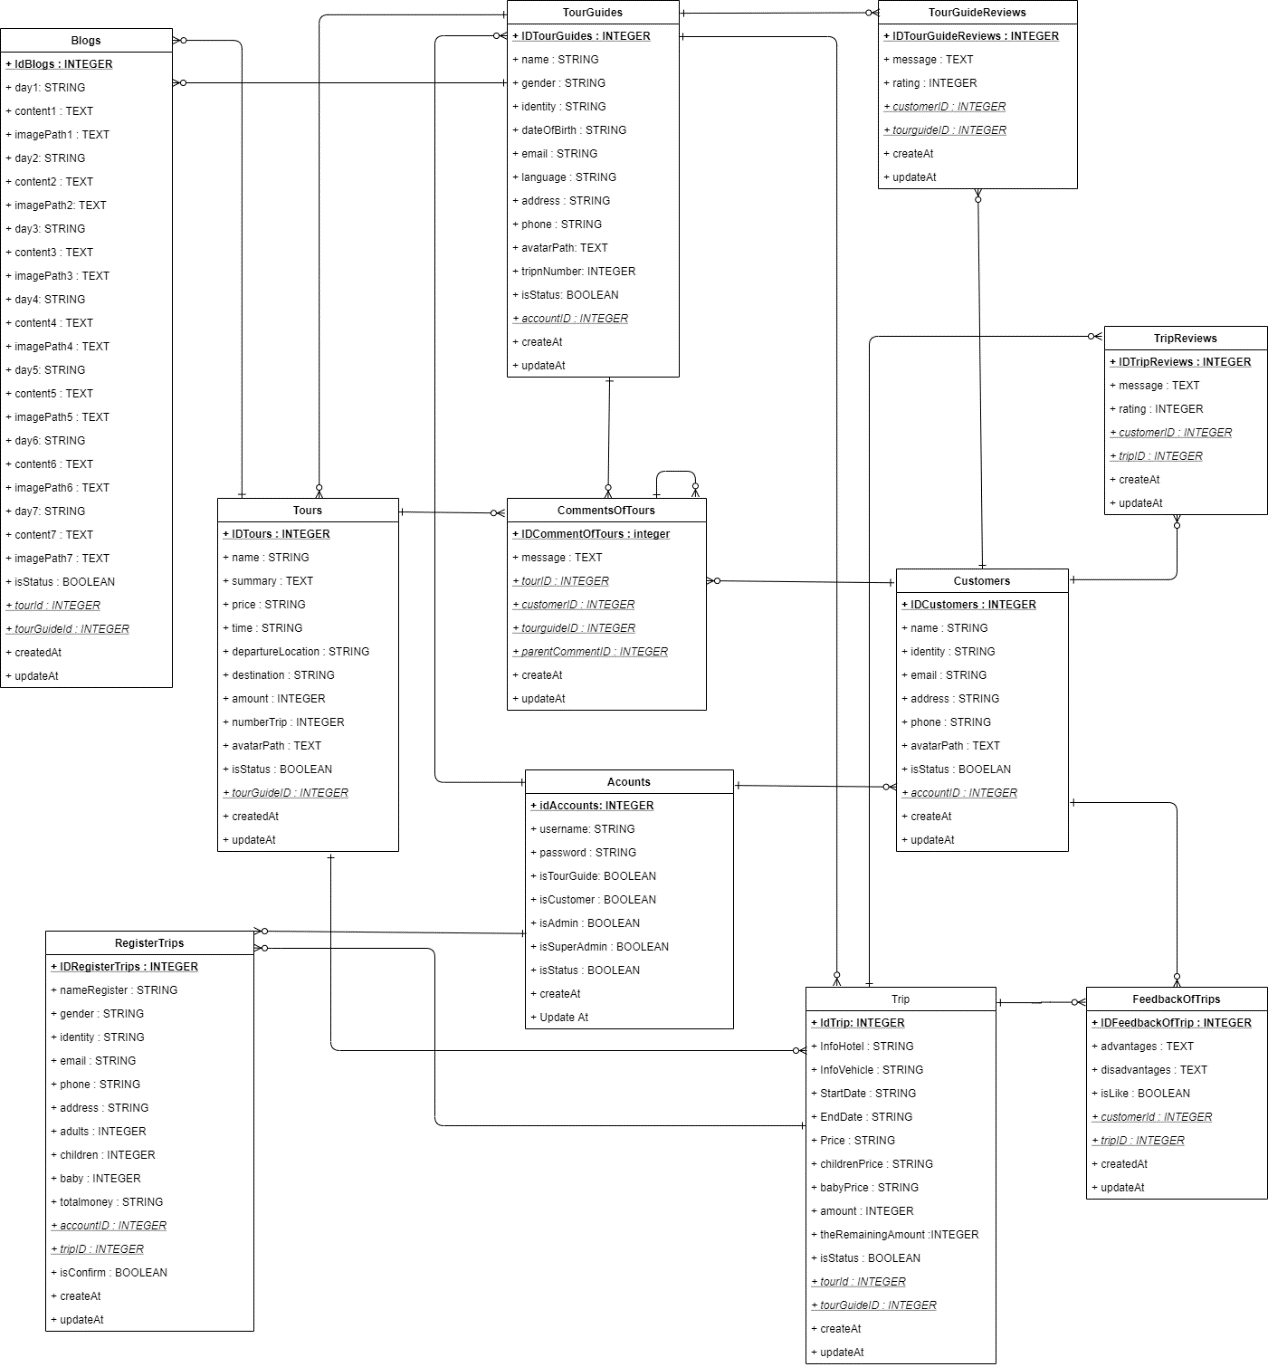 Blogs
+ IdBlogs : INTEGER
+ day1: STRING
+ content1 : TEXT
+ imagePath1 : TEXT
+ day2: STRING
+ content2 : TEXT
+ imagePath2: TEXT
+ day3: STRING
+ content3 : TEXT
+ imagePath3 : TEXT
+ day4: STRING
+ content4 : TEXT
+ imagePath4 : TEXT
+ day5: STRING
+ content5 : TEXT
+ imagePath5 : TEXT
+ day6: STRING
+ content6 : TEXT
+ imagePath6 : TEXT
+ day7: STRING
+ content7 : TEXT
+ imagePath7 : TEXT
+ isStatus : BOOLEAN
+ tourId : INTEGER
+ tourGuideId : INTEGER
+ createdAt
+ updateAt
TourGuides
+ IDTourGuides : INTEGER
+ name : STRING
+ gender : STRING
+ identity : STRING
+ dateOfBirth : STRING
+ email : STRING
+ language : STRING
+ address : STRING
+ phone : STRING
+ avatarPath: TEXT
+ tripnNumber: INTEGER
+ isStatus: BOOLEAN
+ accountID : INTEGER
+ createAt
+ updateAt
TourGuideReviews
+ IDTourGuideReviews : INTEGER
+ message : TEXT
+ rating : INTEGER
+ customerID : INTEGER
+ tourguideID : INTEGER
+ createAt
+ updateAt
TripReviews
+ IDTripReviews : INTEGER
+ message : TEXT
+ rating : INTEGER
+ customerID : INTEGER
+ tripID : INTEGER
+ createAt
+ updateAt
Tours
+ IDTours : INTEGER
+ name : STRING
+ summary : TEXT
+ price : STRING
+ time : STRING
+ departureLocation : STRING
+ destination : STRING
+ amount : INTEGER
+ numberTrip : INTEGER
+ avatarPath : TEXT
+ isStatus : BOOLEAN
+ tourGuideID : INTEGER
+ createdAt
+ updateAt
CommentsOfTours
+ IDCommentOfTours : integer
+ message : TEXT
+ tourID : INTEGER
+ customerID : INTEGER
+ tourguideID : INTEGER
+ parentCommentID : INTEGER
+ createAt
+ updateAt
Customers
+ IDCustomers : INTEGER
+ name : STRING
+ identity : STRING
+ email : STRING
+ address : STRING
+ phone : STRING
+ avatarPath : TEXT
+ isStatus : BOOELAN
+ accountID : INTEGER
+ createAt
+ updateAt
Acounts
+ idAccounts: INTEGER
+ username: STRING
+ password : STRING
+ isTourGuide: BOOLEAN
+ isCustomer : BOOLEAN
+ isAdmin : BOOLEAN
+ isSuperAdmin : BOOLEAN
+ isStatus : BOOLEAN
+ createAt
+ Update At
RegisterTrips
+ IDRegisterTrips : INTEGER
+ nameRegister : STRING
+ gender : STRING
+ identity : STRING
+ email : STRING
+ phone : STRING
+ address : STRING
+ adults : INTEGER
+ children : INTEGER
+ baby : INTEGER
+ totalmoney : STRING
+ accountID : INTEGER
+ tripID : INTEGER
+ isConfirm : BOOLEAN
+ createAt
+ updateAt
Trip
+ IdTrip: INTEGER
+ InfoHotel : STRING
+ InfoVehicle : STRING
+ StartDate : STRING
+ EndDate : STRING
+ Price : STRING
+ childrenPrice : STRING
+ babyPrice : STRING
+ amount : INTEGER
+ theRemainingAmount :INTEGER
+ isStatus : BOOLEAN
+ tourId : INTEGER
+ tourGuideID : INTEGER
+ createAt
+ updateAt
FeedbackOfTrips
+ IDFeedbackOfTrip : INTEGER
+ advantages : TEXT
+ disadvantages : TEXT
+ isLike : BOOLEAN
+ customerId : INTEGER
+ tripID : INTEGER
+ createdAt
+ updateAt